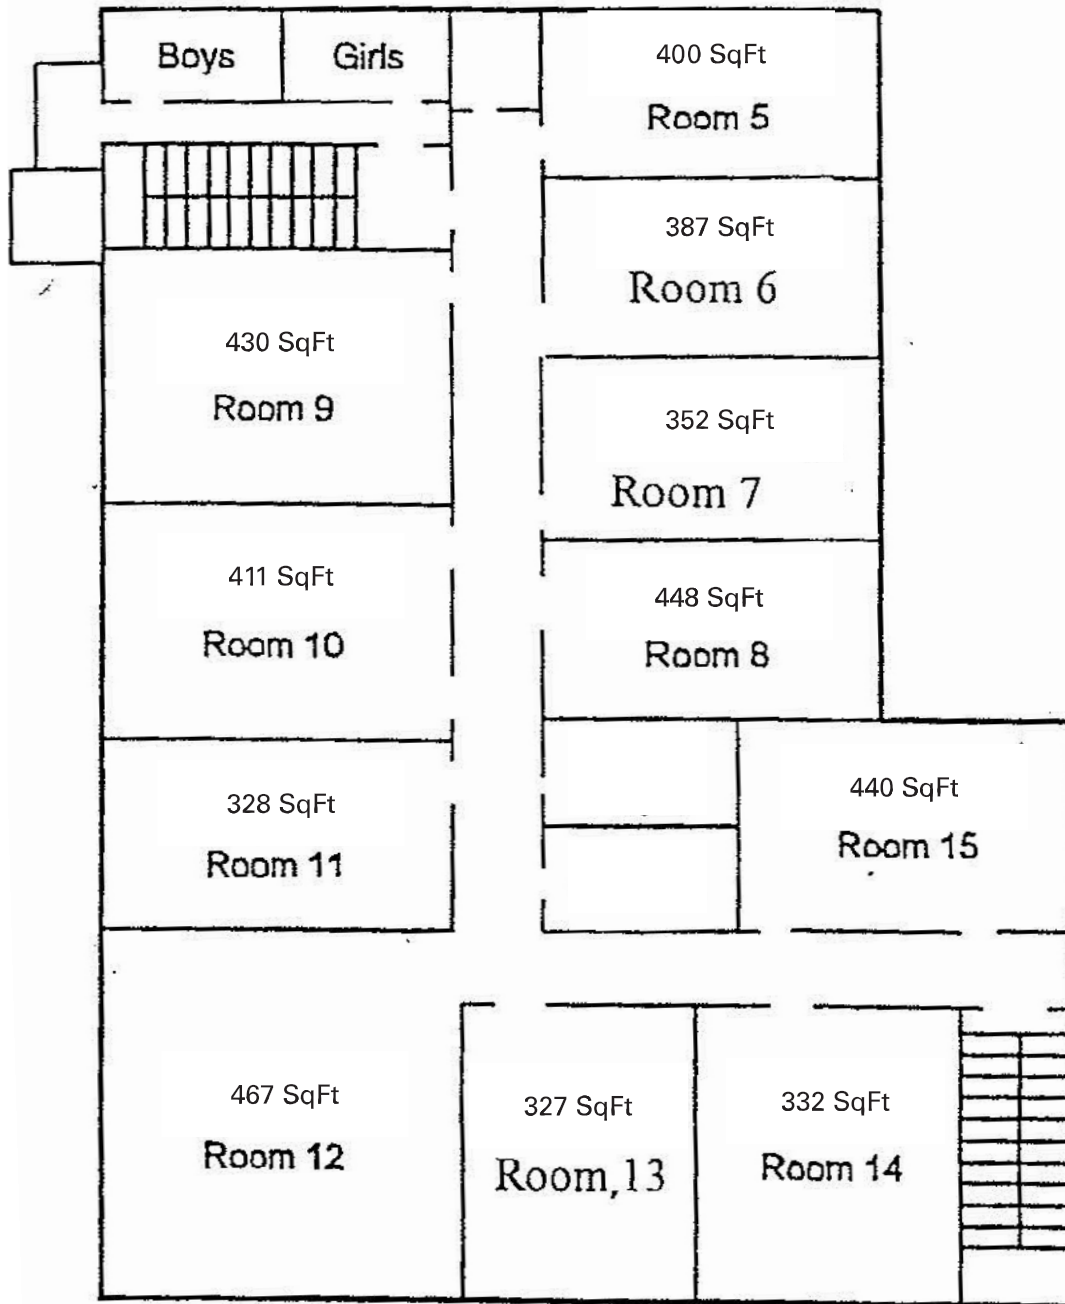 Boys
Girls
400 SqFt
Room 5
387 SqFt
Room 6
430 SqFt
Room 9
352 SqFt
Room 7
411 SqFt
Room 10
448 SqFt
Room 8
328 SqFt
Room 11
440 SqFt
Room 15
467 SqFt
Room 12
327 SqFt
Room,13
332 SqFt
Room 14